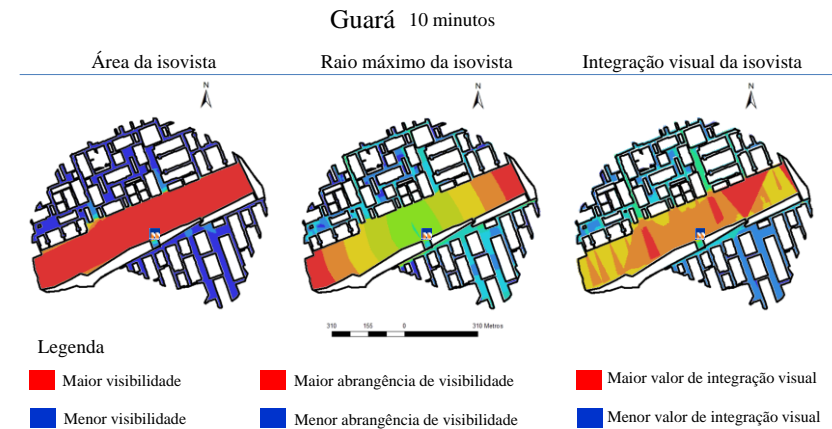 Guará 10 minutos
Área da isovista Raio máximo da isovista Integração visual da isovista
N N N
310 155 0 310 Metros
Legenda
Maior visibilidade Maior abrangência de visibilidade Maior valor de integração visual
Menor visibilidade Menor abrangência de visibilidade Menor valor de integração visual